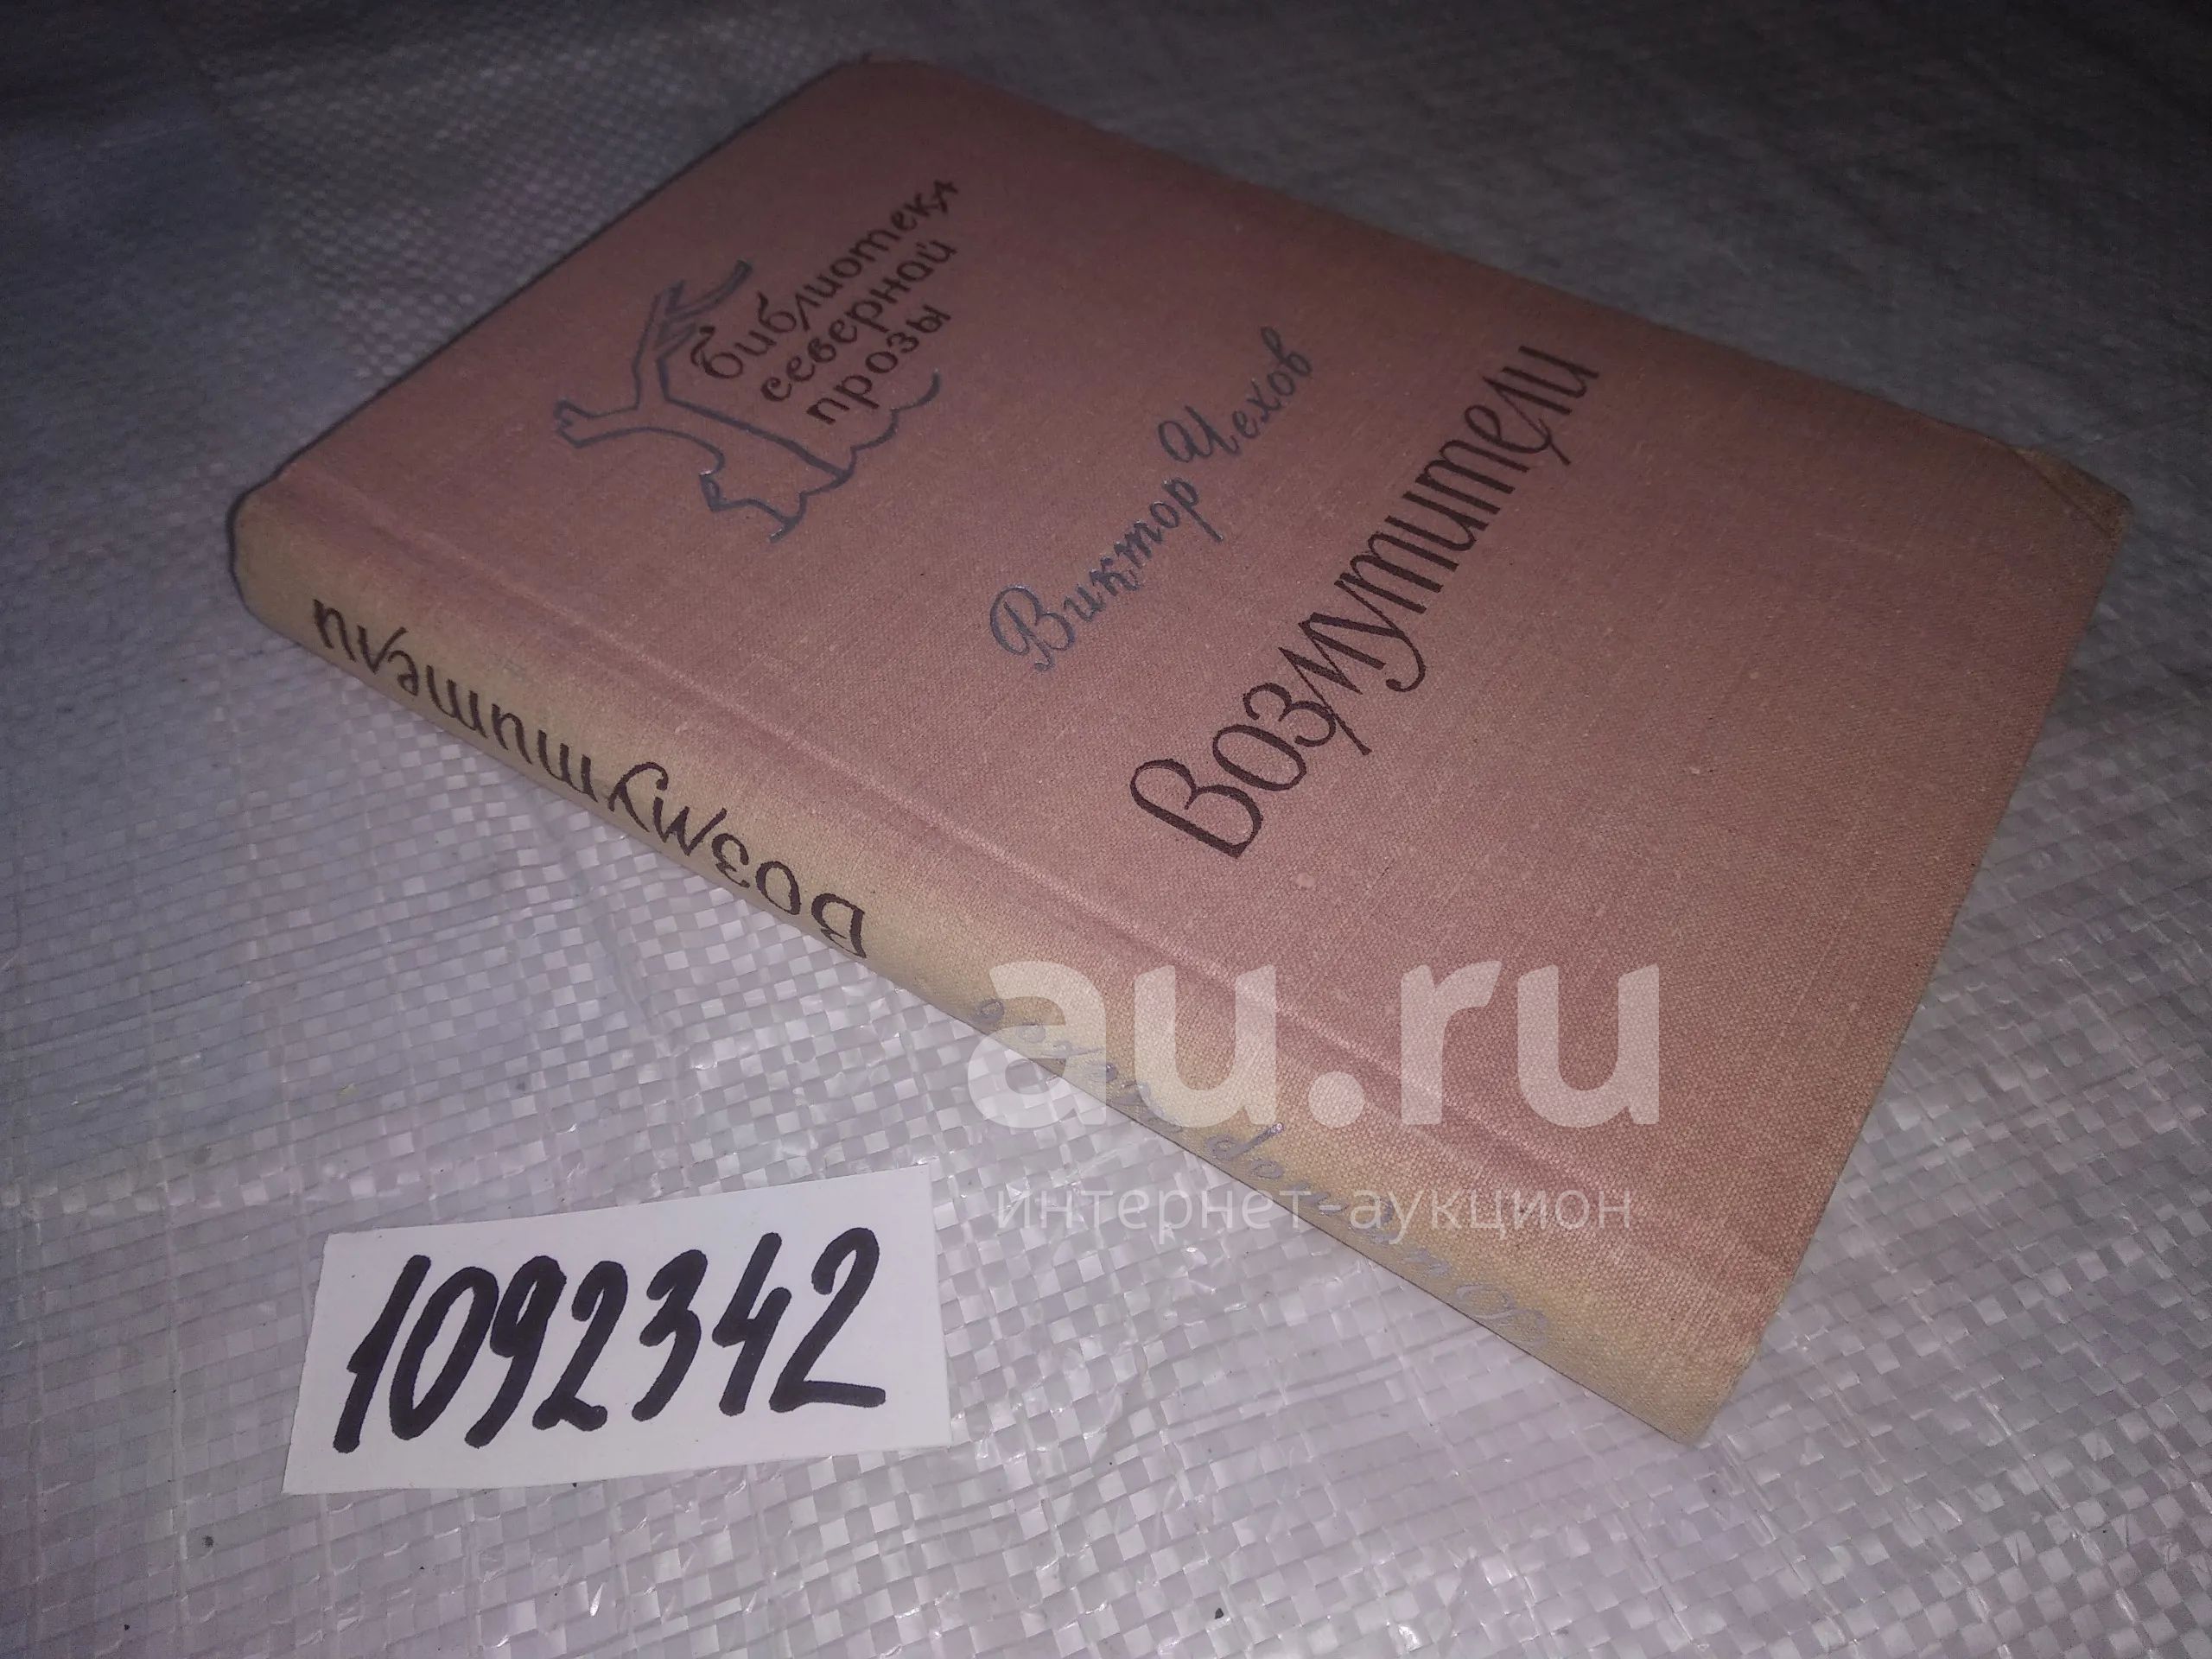 библиотека
северной
прозы
Виктор Чехов
Возмутители
Возмутители
au.ru
интернет-аукцион
1092342